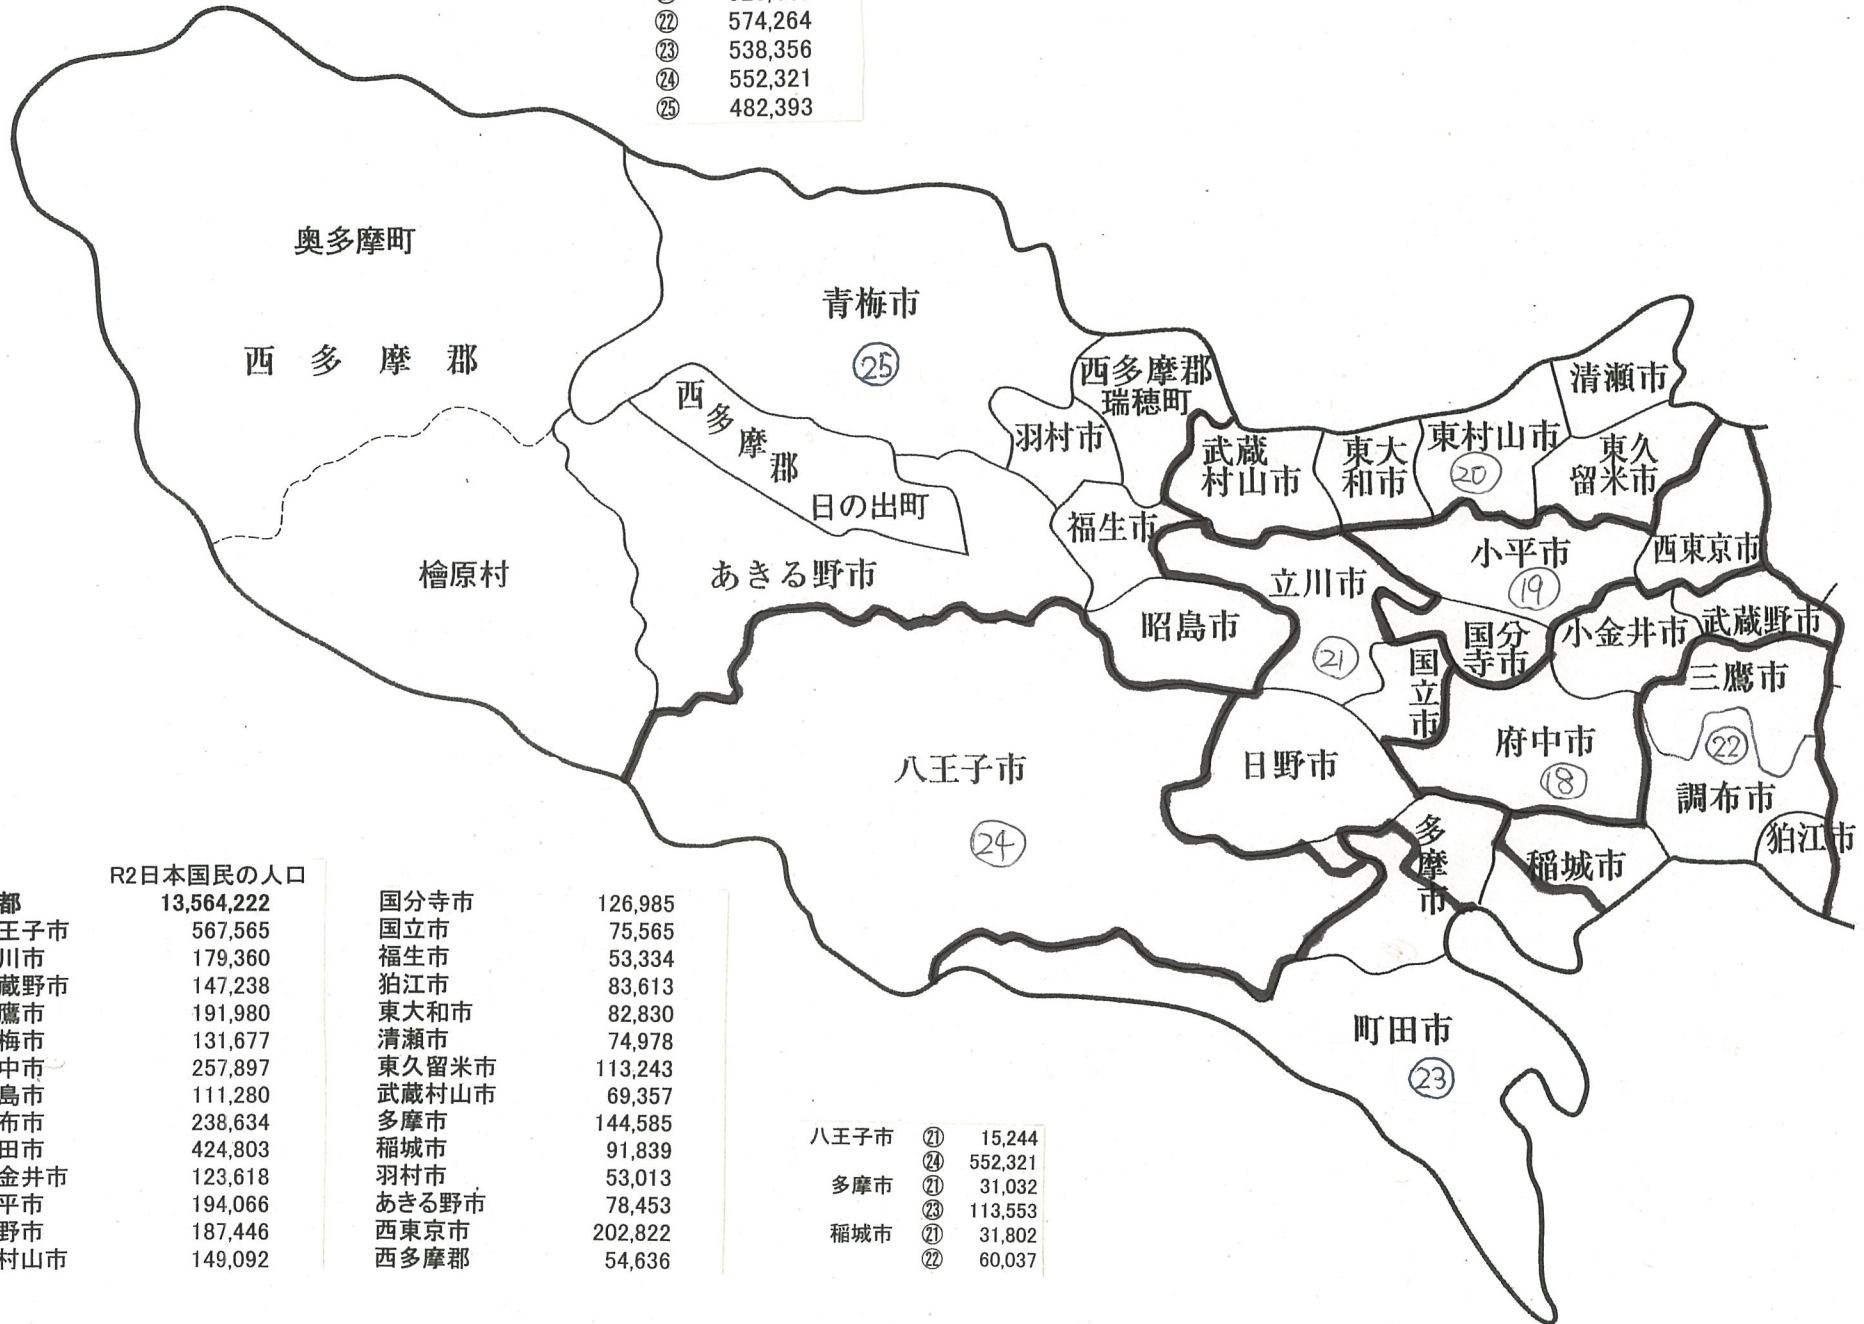 ㉒ 574,264
㉓ 538,356
㉔ 552,321
㉕ 482,393
奥多摩町
西多摩郡
檜原村
青梅市
㉕
西多摩郡
日の出町
あきる野市
西多摩郡
瑞穂町
羽村市
福生市
昭島市
武蔵
村山市
東大
和市
東村山市
⑳
清瀬市
東久
留米市
小平市
⑲
西東京市
立川市
㉑
国分
寺市
国立市
小金井市
武蔵野市
三鷹市
㉒
調布市
狛江市
府中市
⑱
日野市
八王子市
㉔
多摩市
稲城市
町田市
㉓
R2日本国民の人口
都 13,564,222
王子市 567,565
川市 179,360
蔵野市 147,238
鷹市 191,980
梅市 131,677
中市 257,897
島市 111,280
布市 238,634
田市 424,803
金井市 123,618
平市 194,066
野市 187,446
村山市 149,092
国分寺市 126,985
国立市 75,565
福生市 53,334
狛江市 83,613
東大和市 82,830
清瀬市 74,978
東久留米市 113,243
武蔵村山市 69,357
多摩市 144,585
稲城市 91,839
羽村市 53,013
あきる野市 78,453
西東京市 202,822
西多摩郡 54,636
八王子市 ㉑ 15,244
㉔ 552,321
多摩市 ㉑ 31,032
㉓ 113,553
稲城市 ㉑ 31,802
㉒ 60,037